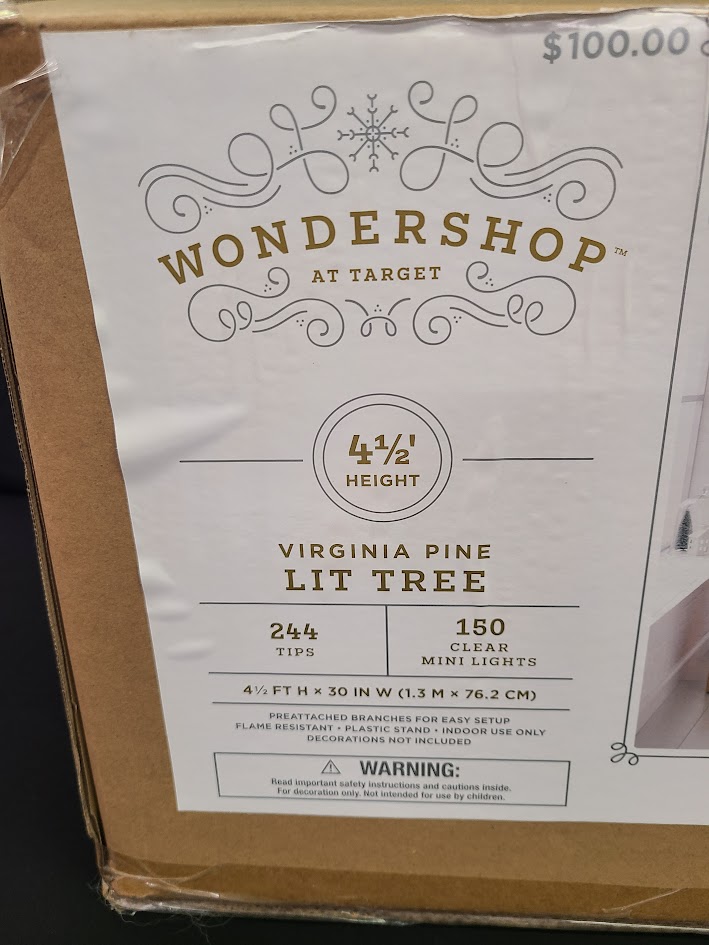 $100.00
WONDERSHOP™
AT TARGET
4½'
HEIGHT
VIRGINIA PINE
LIT TREE
244
TIPS
150
CLEAR
MINI LIGHTS
4½ FT H × 30 IN W (1.3 M × 76.2 CM)
PREATTACHED BRANCHES FOR EASY SETUP
FLAME RESISTANT • PLASTIC STAND • INDOOR USE ONLY
DECORATIONS NOT INCLUDED
⚠ WARNING:
Read important safety instructions and cautions inside.
For decoration only. Not intended for use by children.